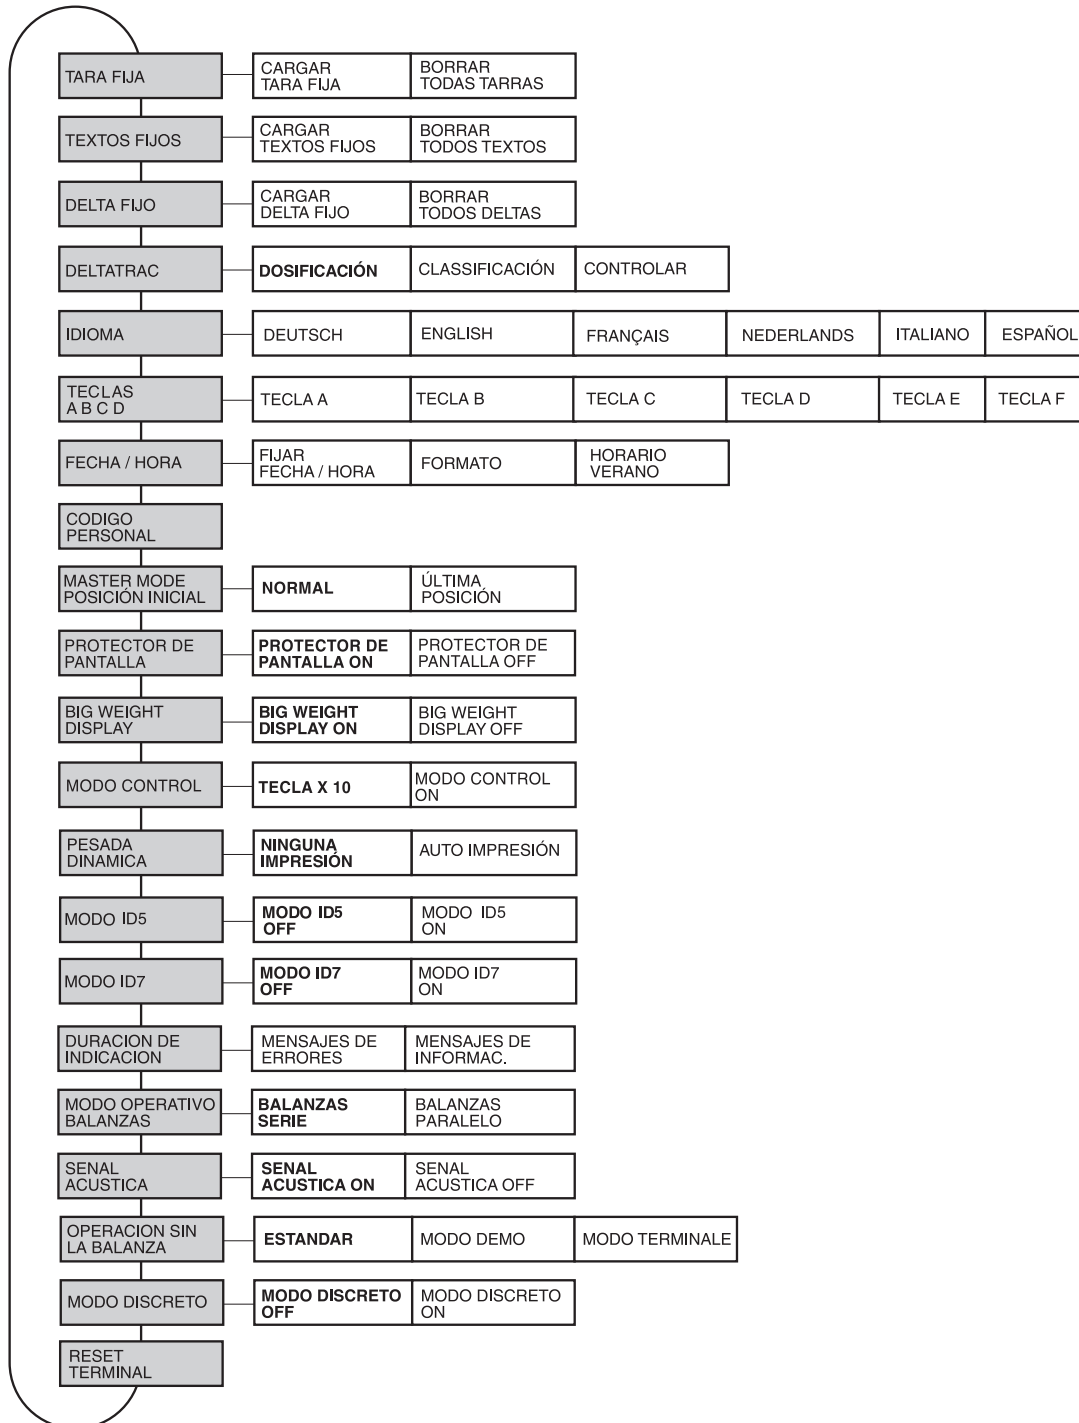 TARA FIJA
CARGAR
TARA FIJA
BORRAR
TODAS TARRAS
TEXTOS FIJOS
CARGAR
TEXTOS FIJOS
BORRAR
TODOS TEXTOS
DELTA FIJO
CARGAR
DELTA FIJO
BORRAR
TODOS DELTAS
DELTATRAC
DOSIFICACIÓN
CLASSIFICACIÓN
CONTROLAR
IDIOMA
DEUTSCH
ENGLISH
FRANÇAIS
NEDERLANDS
ITALIANO
ESPAÑOL
TECLAS
A B C D
TECLA A
TECLA B
TECLA C
TECLA D
TECLA E
TECLA F
FECHA / HORA
FIJAR
FECHA / HORA
FORMATO
HORARIO
VERANO
CODIGO
PERSONAL
MASTER MODE
POSICIÓN INICIAL
NORMAL
ÚLTIMA
POSICIÓN
PROTECTOR DE
PANTALLA
PROTECTOR DE
PANTALLA ON
PROTECTOR DE
PANTALLA OFF
BIG WEIGHT
DISPLAY
BIG WEIGHT
DISPLAY ON
BIG WEIGHT
DISPLAY OFF
MODO CONTROL
TECLA X 10
MODO CONTROL
ON
PESADA
DINAMICA
NINGUNA
IMPRESIÓN
AUTO IMPRESIÓN
MODO ID5
MODO ID5
OFF
MODO ID5
ON
MODO ID7
MODO ID7
OFF
MODO ID7
ON
DURACION DE
INDICACION
MENSAJES DE
ERRORES
MENSAJES DE
INFORMAC.
MODO OPERATIVO
BALANZAS
BALANZAS
SERIE
BALANZAS
PARALELO
SENAL
ACUSTICA
SENAL
ACUSTICA ON
SENAL
ACUSTICA OFF
OPERACION SIN
LA BALANZA
ESTANDAR
MODO DEMO
MODO TERMINALE
MODO DISCRETO
MODO DISCRETO
OFF
MODO DISCRETO
ON
RESET
TERMINAL